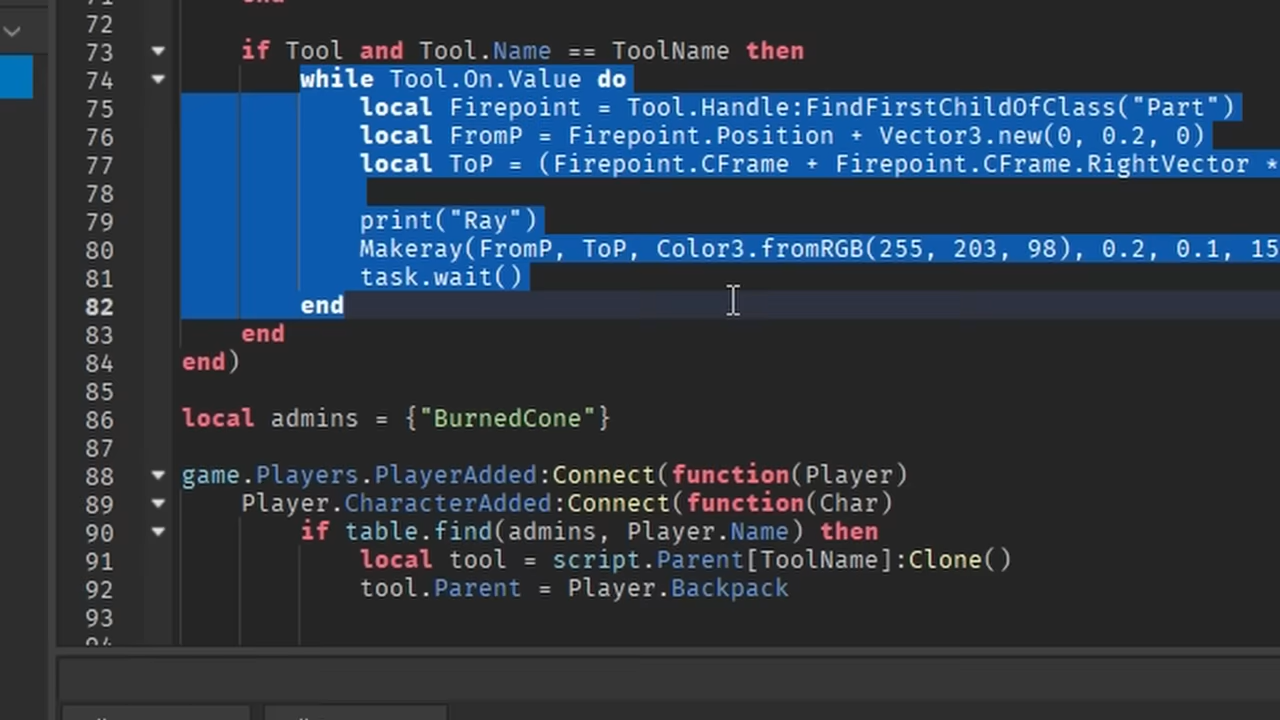 72
73 if Tool and Tool.Name == ToolName then
74 while Tool.On.Value do
75 local Firepoint = Tool.Handle:FindFirstChildOfClass("Part")
76 local FromP = Firepoint.Position + Vector3.new(0, 0.2, 0)
77 local ToP = (Firepoint.CFrame + Firepoint.CFrame.RightVector *
78
79 print("Ray")
80 Makeray(FromP, ToP, Color3.fromRGB(255, 203, 98), 0.2, 0.1, 15
81 task.wait()
82 end
83 end
84 end)
85
86 local admins = {"BurnedCone"}
87
88 game.Players.PlayerAdded:Connect(function(Player)
89 Player.CharacterAdded:Connect(function(Char)
90 if table.find(admins, Player.Name) then
91 local tool = script.Parent[ToolName]:Clone()
92 tool.Parent = Player.Backpack
93